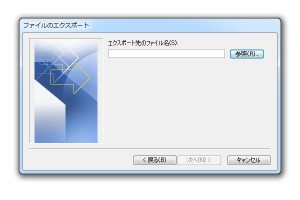 ファイルのエクスポート
エクスポート先のファイル名(S):
参照(R)...
< 戻る(B)
次へ(N) >
キャンセル